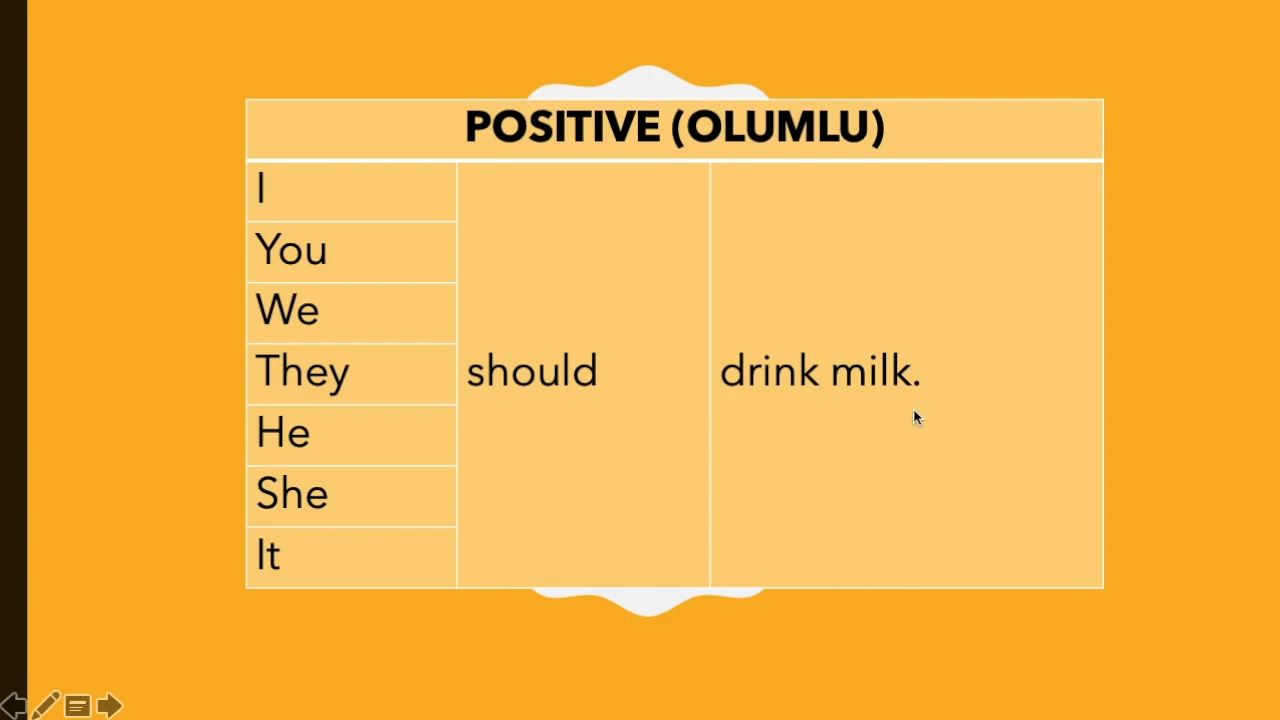 POSITIVE (OLUMLU)
I
You
We
They should drink milk.
He
She
It